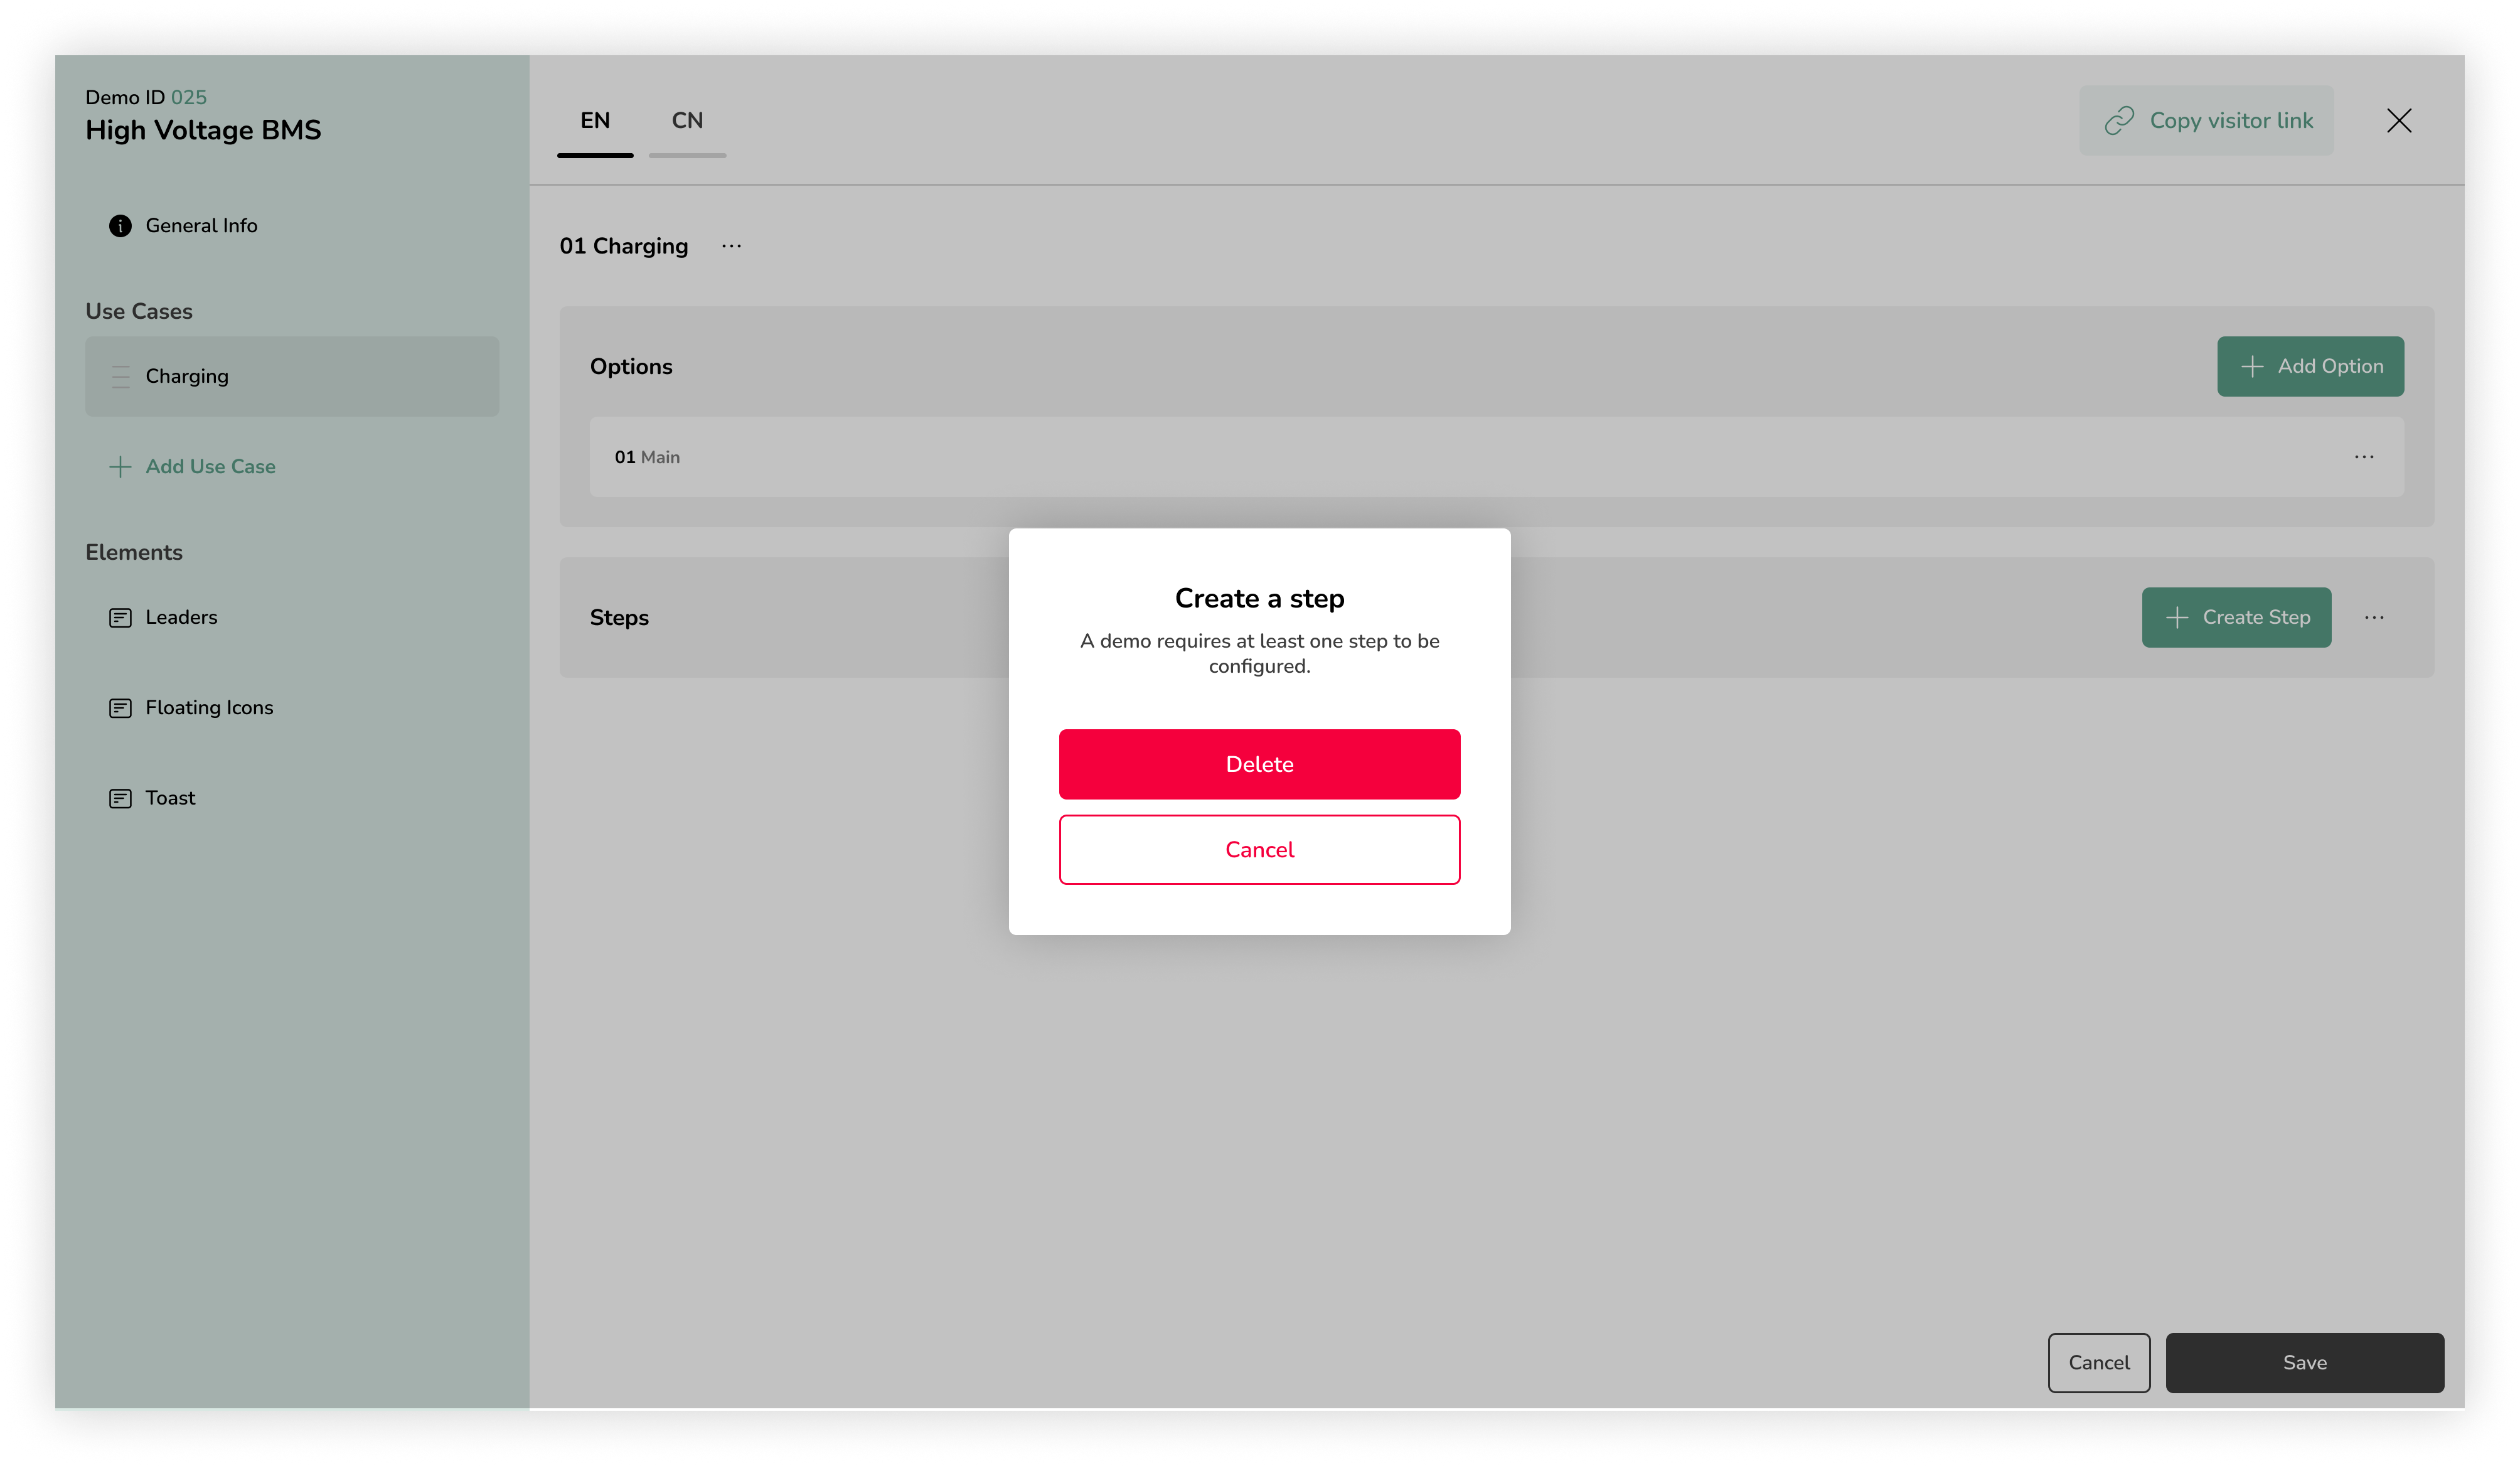 Demo ID 025
High Voltage BMS
General Info
Use Cases
Charging
Add Use Case
Elements
Leaders
Floating Icons
Toast
EN
CN
Copy visitor link
01 Charging
Options
Add Option
01 Main
Steps
Create Step
Create a step
A demo requires at least one step to be
configured.
Delete
Cancel
Cancel
Save